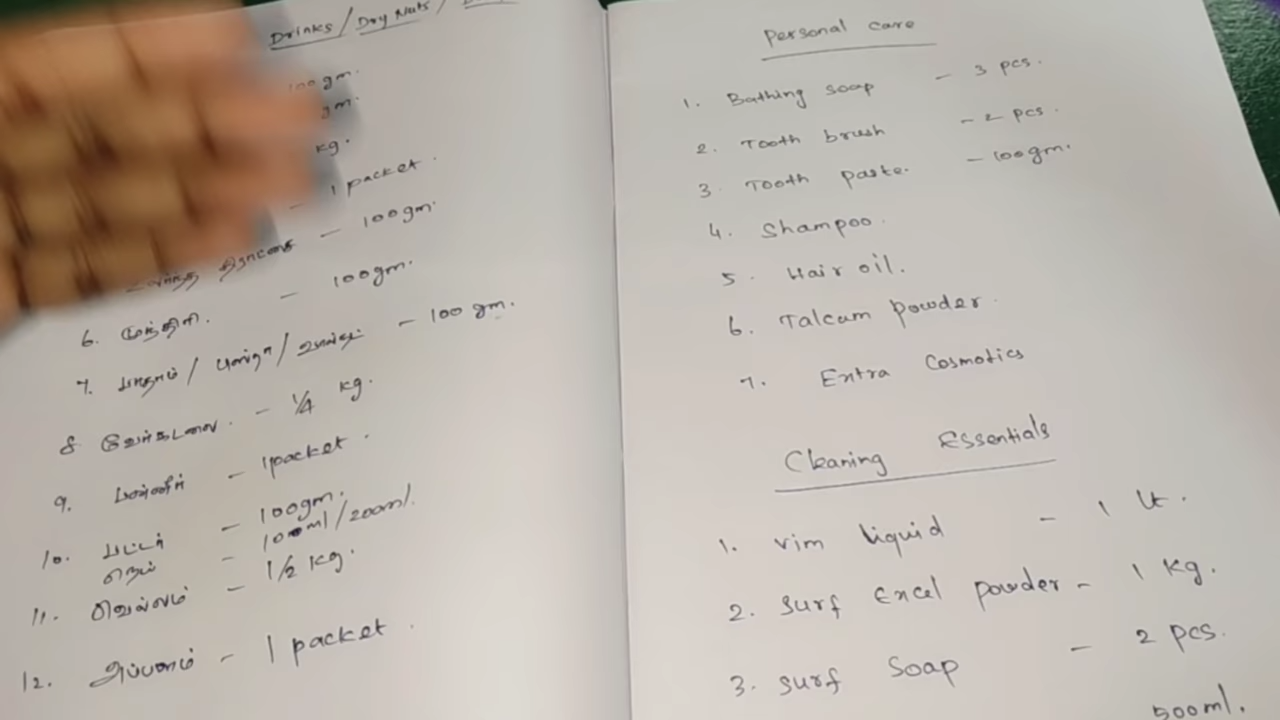 Drinks / Dry Nuts /
100gm.
gm.
kg.
- 1 packet.
உலர்ந்த திராட்சை - 100gm.
6. முந்திரி. - 100gm.
7. பாதாம் / பிஸ்தா / வால்நட் - 100 gm.
8 வேர்கடலை. - 1/4 kg.
9. பன்னீர் - 1packet.
10. பட்டர் - 100gm.
நெய் - 100ml/200ml.
11. வெல்லம் - 1/2 kg.
12. அப்பளம் - 1 packet.
Personal care
1. Bathing soap - 3 pcs.
2. Tooth brush - 2 pcs.
3. Tooth paste. - 100gm.
4. Shampoo.
5. Hair oil.
6. Talcum powder.
7. Extra Cosmotics
Cleaning Essentials
1. Vim liquid - 1 lt.
2. Surf Excel powder - 1 kg.
3. Surf Soap - 2 pcs.
500ml.